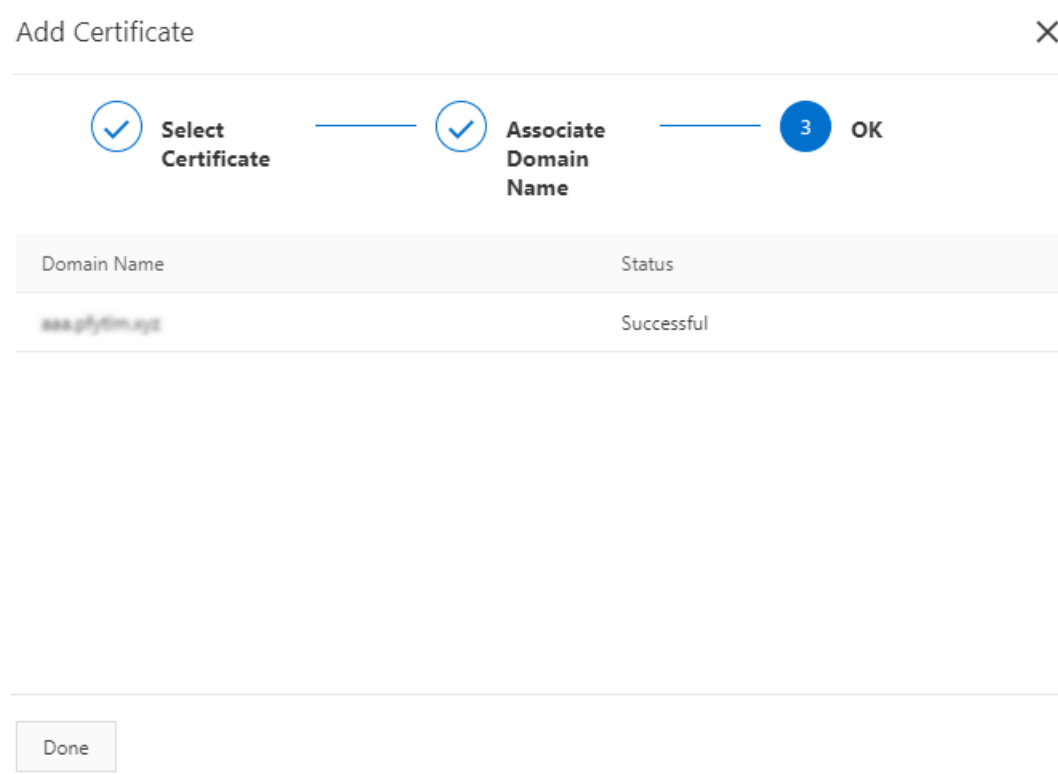 Add Certificate
Select
Certificate
Associate
Domain
Name
3
OK
Domain Name
Status
Successful
Done